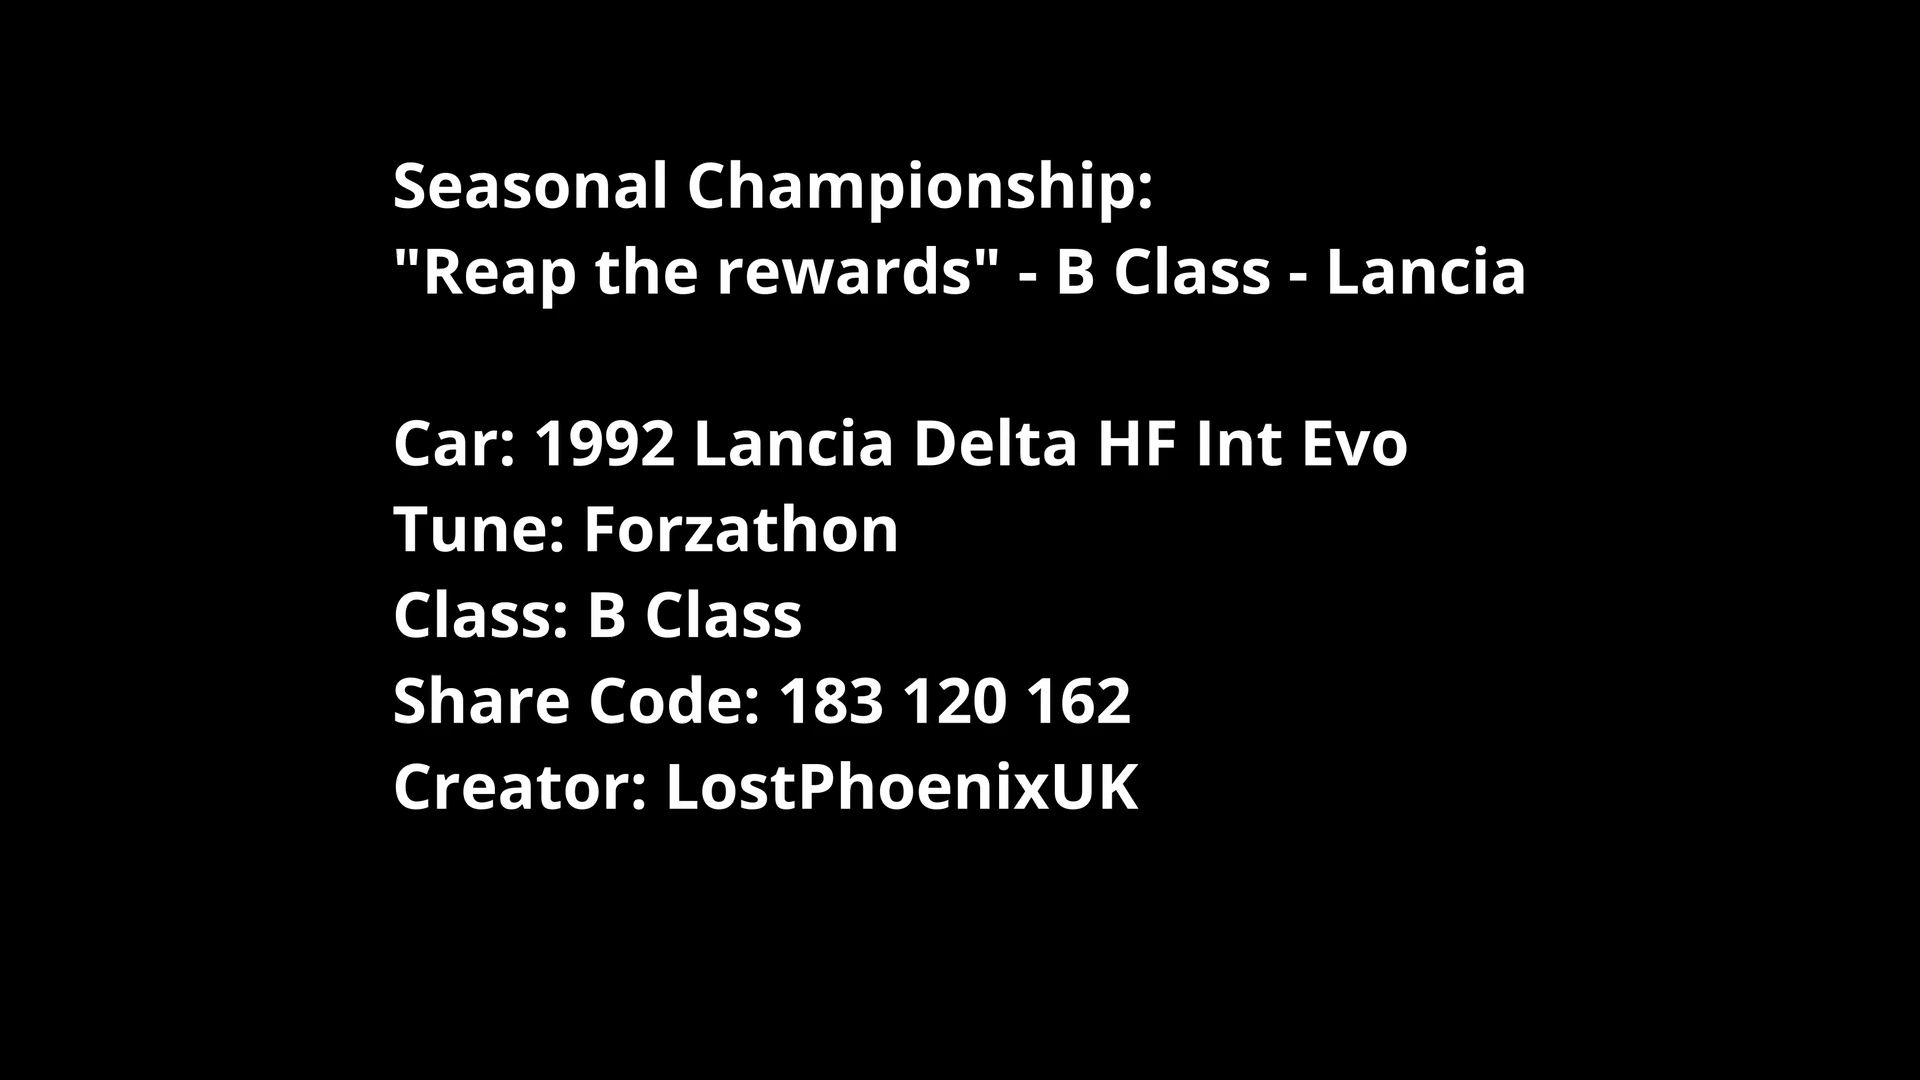 Seasonal Championship:
"Reap the rewards" - B Class - Lancia
Car: 1992 Lancia Delta HF Int Evo
Tune: Forzathon
Class: B Class
Share Code: 183 120 162
Creator: LostPhoenixUK